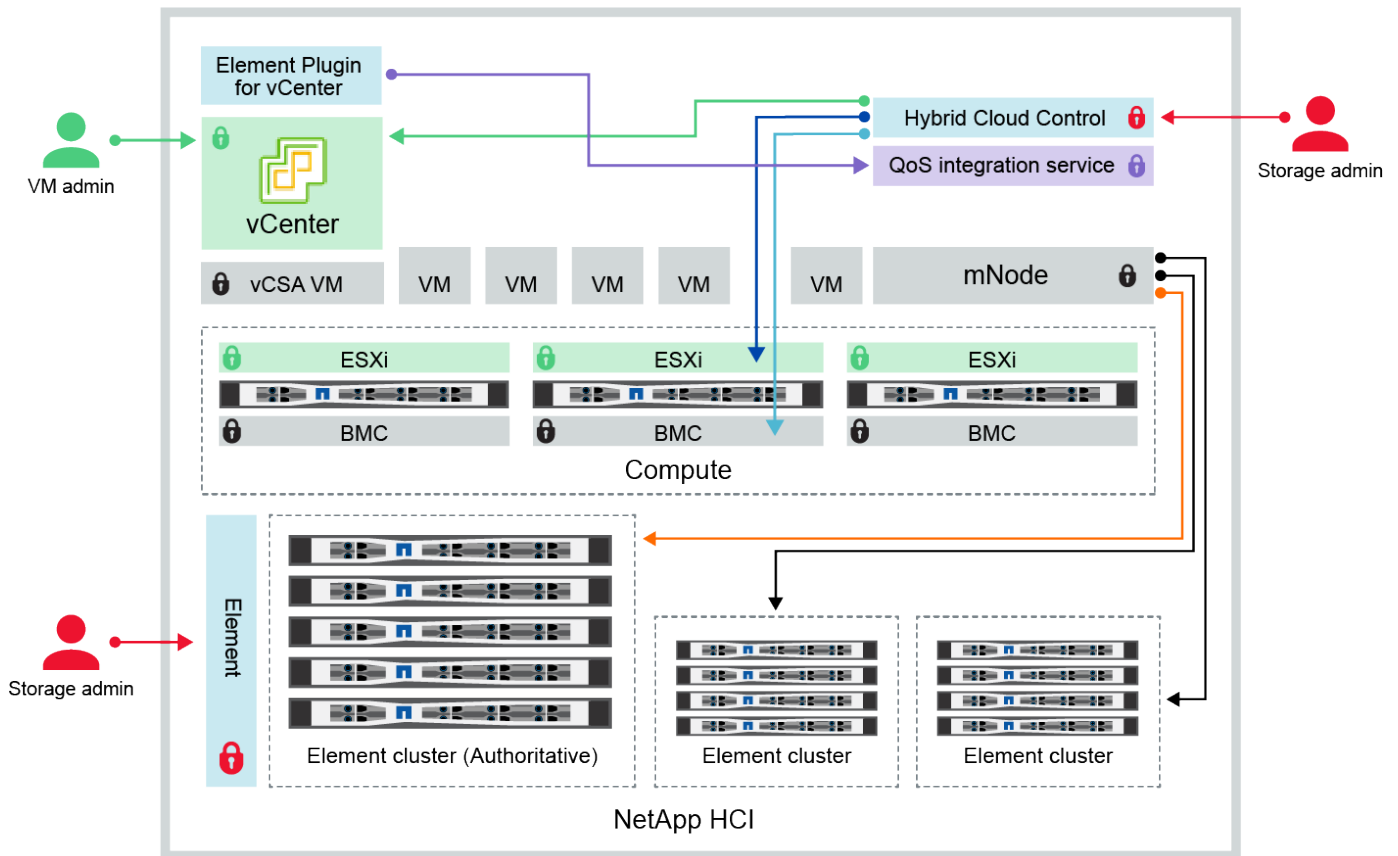 Element Plugin
for vCenter
Hybrid Cloud Control
QoS integration service
VM admin
Storage admin
vCenter
vCSA VM
VM
VM
VM
VM
VM
mNode
ESXi
ESXi
ESXi
BMC
BMC
BMC
Compute
Element
Storage admin
Element cluster (Authoritative)
Element cluster
Element cluster
NetApp HCI